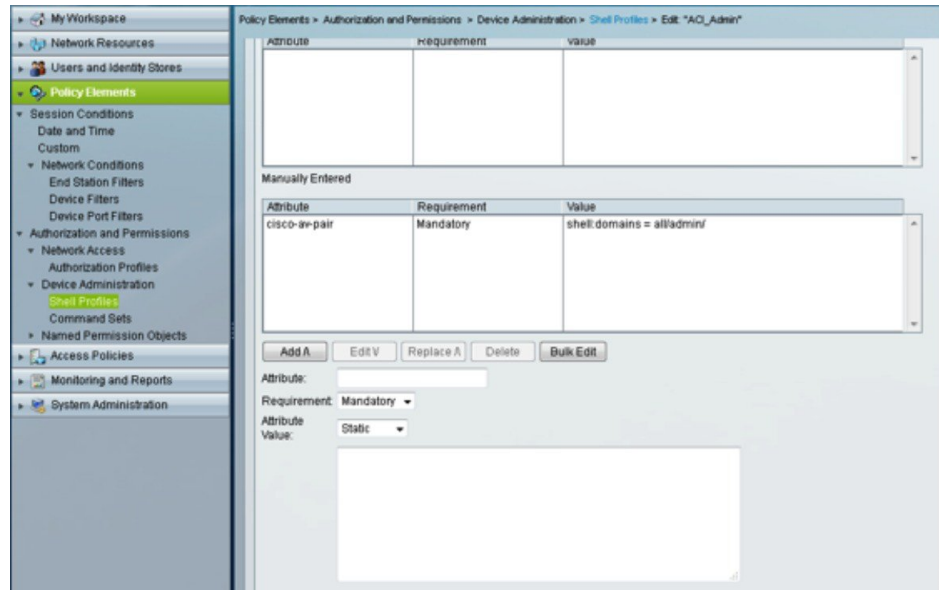 My Workspace
Network Resources
Users and Identity Stores
Policy Elements
Session Conditions
Date and Time
Custom
Network Conditions
End Station Filters
Device Filters
Device Port Filters
Authorization and Permissions
Network Access
Authorization Profiles
Device Administration
Shell Profiles
Command Sets
Named Permission Objects
Access Policies
Monitoring and Reports
System Administration
Policy Elements > Authorization and Permissions > Device Administration > Shell Profiles > Edit: "ACI_Admin"
Attribute Requirement Value
Manually Entered
Attribute Requirement Value
cisco-av-pair Mandatory shell:domains = all/admin/
Add Λ Edit V Replace Λ Delete Bulk Edit
Attribute:
Requirement: Mandatory
Attribute
Value: Static